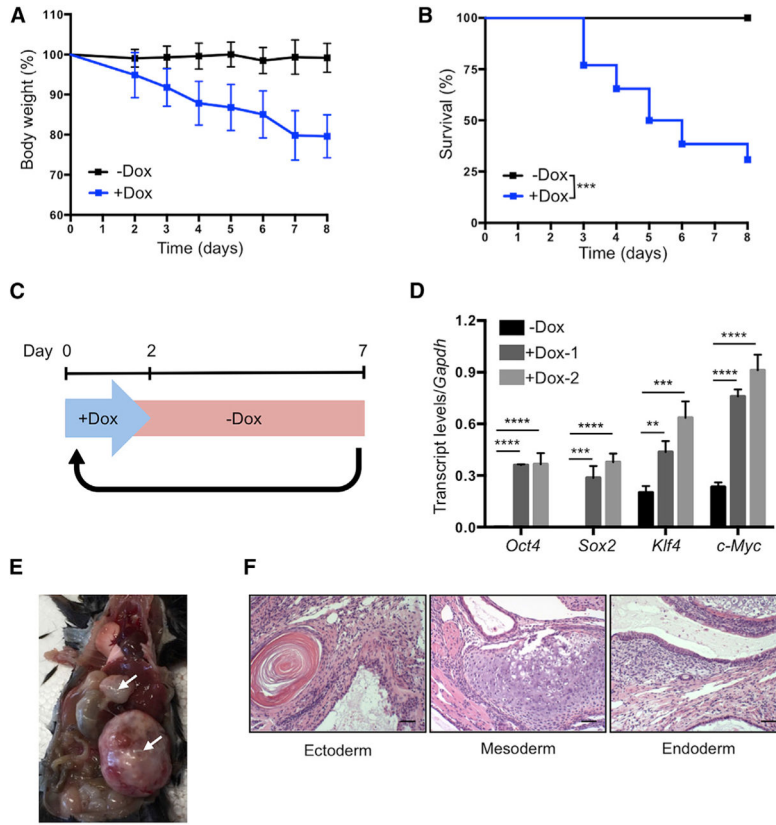 A
110
100
90
80
70
60
Body weight (%)
-Dox
+Dox
0 1 2 3 4 5 6 7 8
Time (days)
B
100
75
50
25
0
Survival (%)
-Dox
+Dox
***
0 1 2 3 4 5 6 7 8
Time (days)
C
Day 0 2 7
+Dox -Dox
D
1.2
0.9
0.6
0.3
0.0
Transcript levels/Gapdh
-Dox
+Dox-1
+Dox-2
****
****
****
***
***
**
****
****
Oct4 Sox2 Klf4 c-Myc
E
F
Ectoderm Mesoderm Endoderm